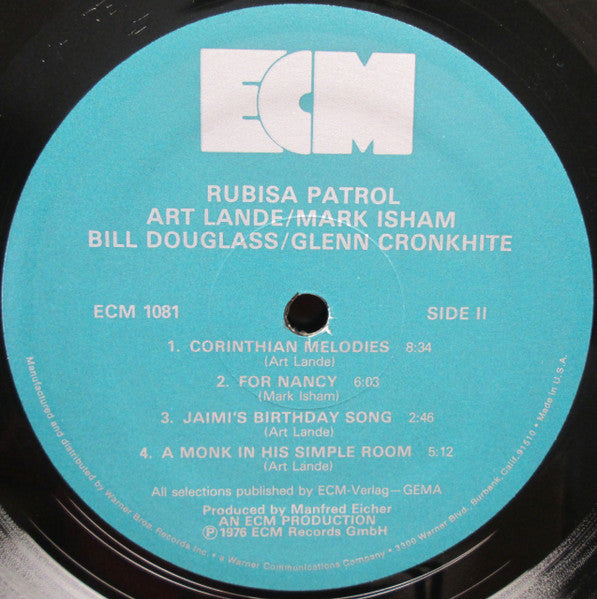 ECM
RUBISA PATROL
ART LANDE/MARK ISHAM
BILL DOUGLASS/GLENN CRONKHITE
ECM 1081
SIDE II
1. CORINTHIAN MELODIES 8:34
(Art Lande)
2. FOR NANCY 6:03
(Mark Isham)
3. JAIMI'S BIRTHDAY SONG 2:46
(Art Lande)
4. A MONK IN HIS SIMPLE ROOM 5:12
(Art Lande)
All selections published by ECM-Verlag—GEMA
Produced by Manfred Eicher
AN ECM PRODUCTION
Ⓟ1976 ECM Records GmbH
Manufactured and distributed by Warner Bros. Records Inc. • a Warner Communications Company • 3300 Warner Blvd., Burbank, Calif. 91510 • Made in U.S.A.